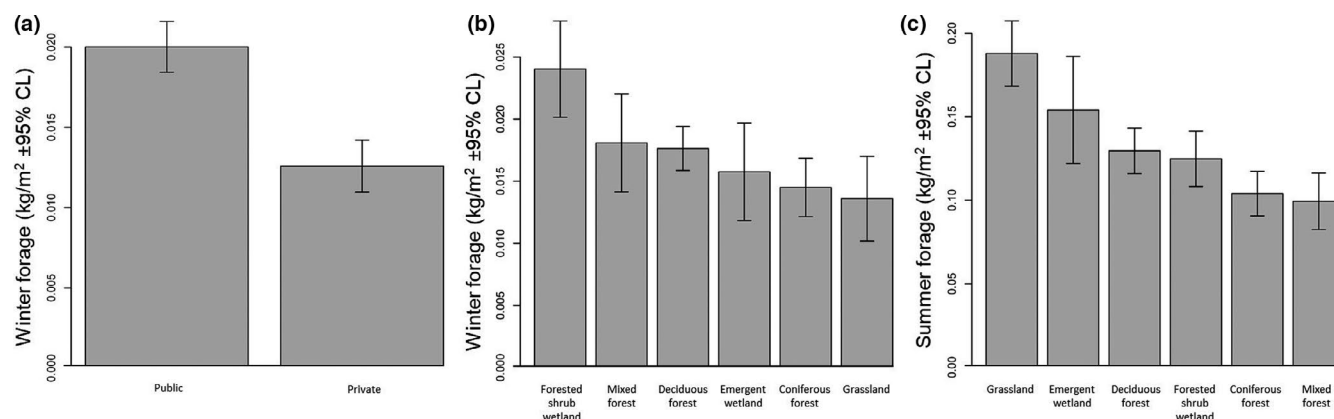 (a)
Winter forage (kg/m² ±95% CL)
0.020
0.015
0.010
0.005
0.000
Public Private
(b)
Winter forage (kg/m² ±95% CL)
0.025
0.020
0.015
0.010
0.005
0.000
Forested Mixed Deciduous Emergent Coniferous Grassland
shrub forest forest wetland forest
wetland
(c)
Summer forage (kg/m² ±95% CL)
0.20
0.15
0.10
0.05
0.00
Grassland Emergent Deciduous Forested Coniferous Mixed
wetland forest shrub forest forest
wetland